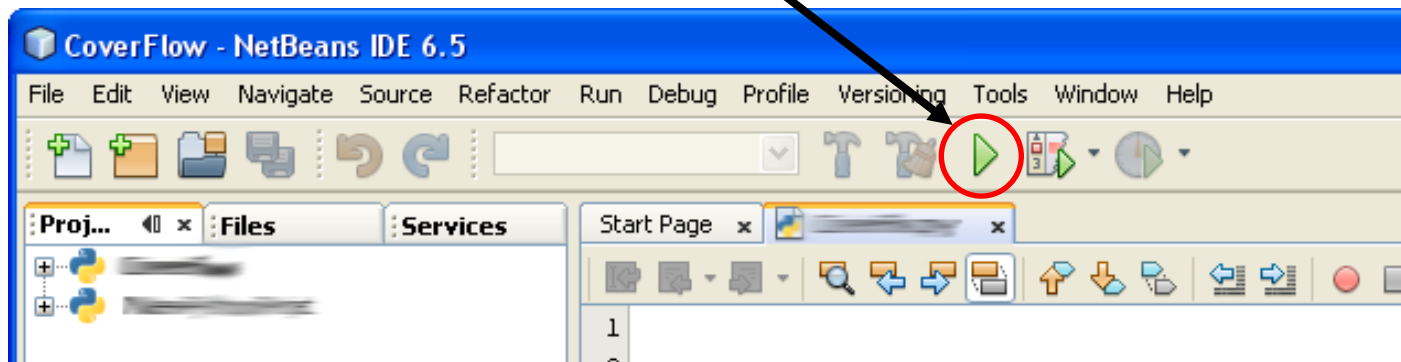 CoverFlow - NetBeans IDE 6.5
File Edit View Navigate Source Refactor Run Debug Profile Versioning Tools Window Help
Proj... Files Services Start Page
1